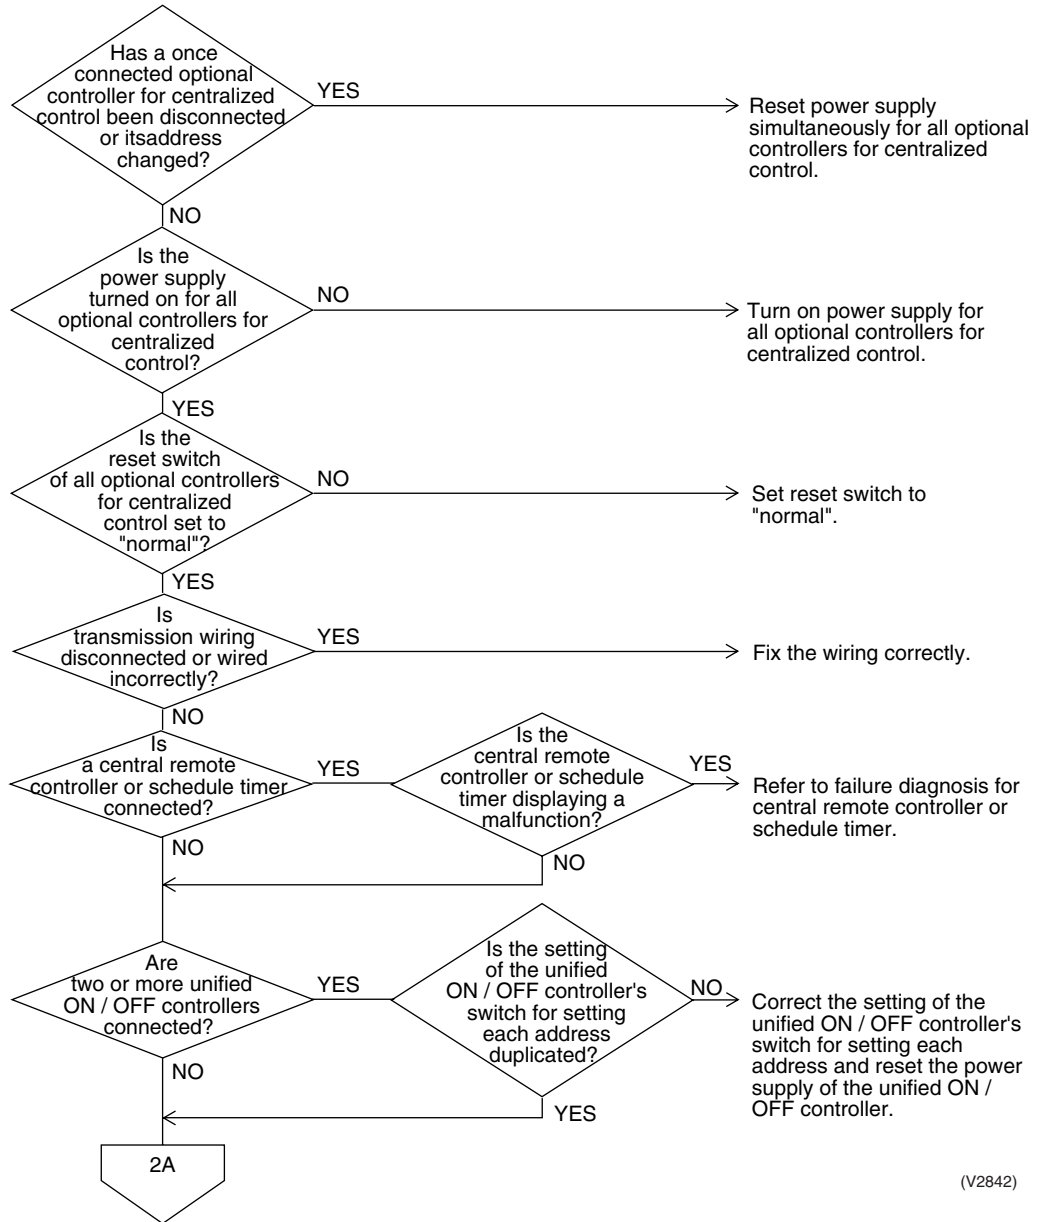 Has a once
connected optional
controller for centralized
control been disconnected
or itsaddress
changed?
YES
Reset power supply
simultaneously for all optional
controllers for centralized
control.
NO
Is the
power supply
turned on for all
optional controllers for
centralized
control?
NO
Turn on power supply for
all optional controllers for
centralized control.
YES
Is the
reset switch
of all optional controllers
for centralized
control set to
"normal"?
NO
Set reset switch to
"normal".
YES
Is
transmission wiring
disconnected or wired
incorrectly?
YES
Fix the wiring correctly.
NO
Is
a central remote
controller or schedule timer
connected?
YES
Is the
central remote
controller or schedule
timer displaying a
malfunction?
YES
Refer to failure diagnosis for
central remote controller or
schedule timer.
NO
NO
Are
two or more unified
ON / OFF controllers
connected?
YES
Is the setting
of the unified
ON / OFF controller's
switch for setting
each address
duplicated?
NO
Correct the setting of the
unified ON / OFF controller's
switch for setting each
address and reset the power
supply of the unified ON /
OFF controller.
NO
YES
2A
(V2842)